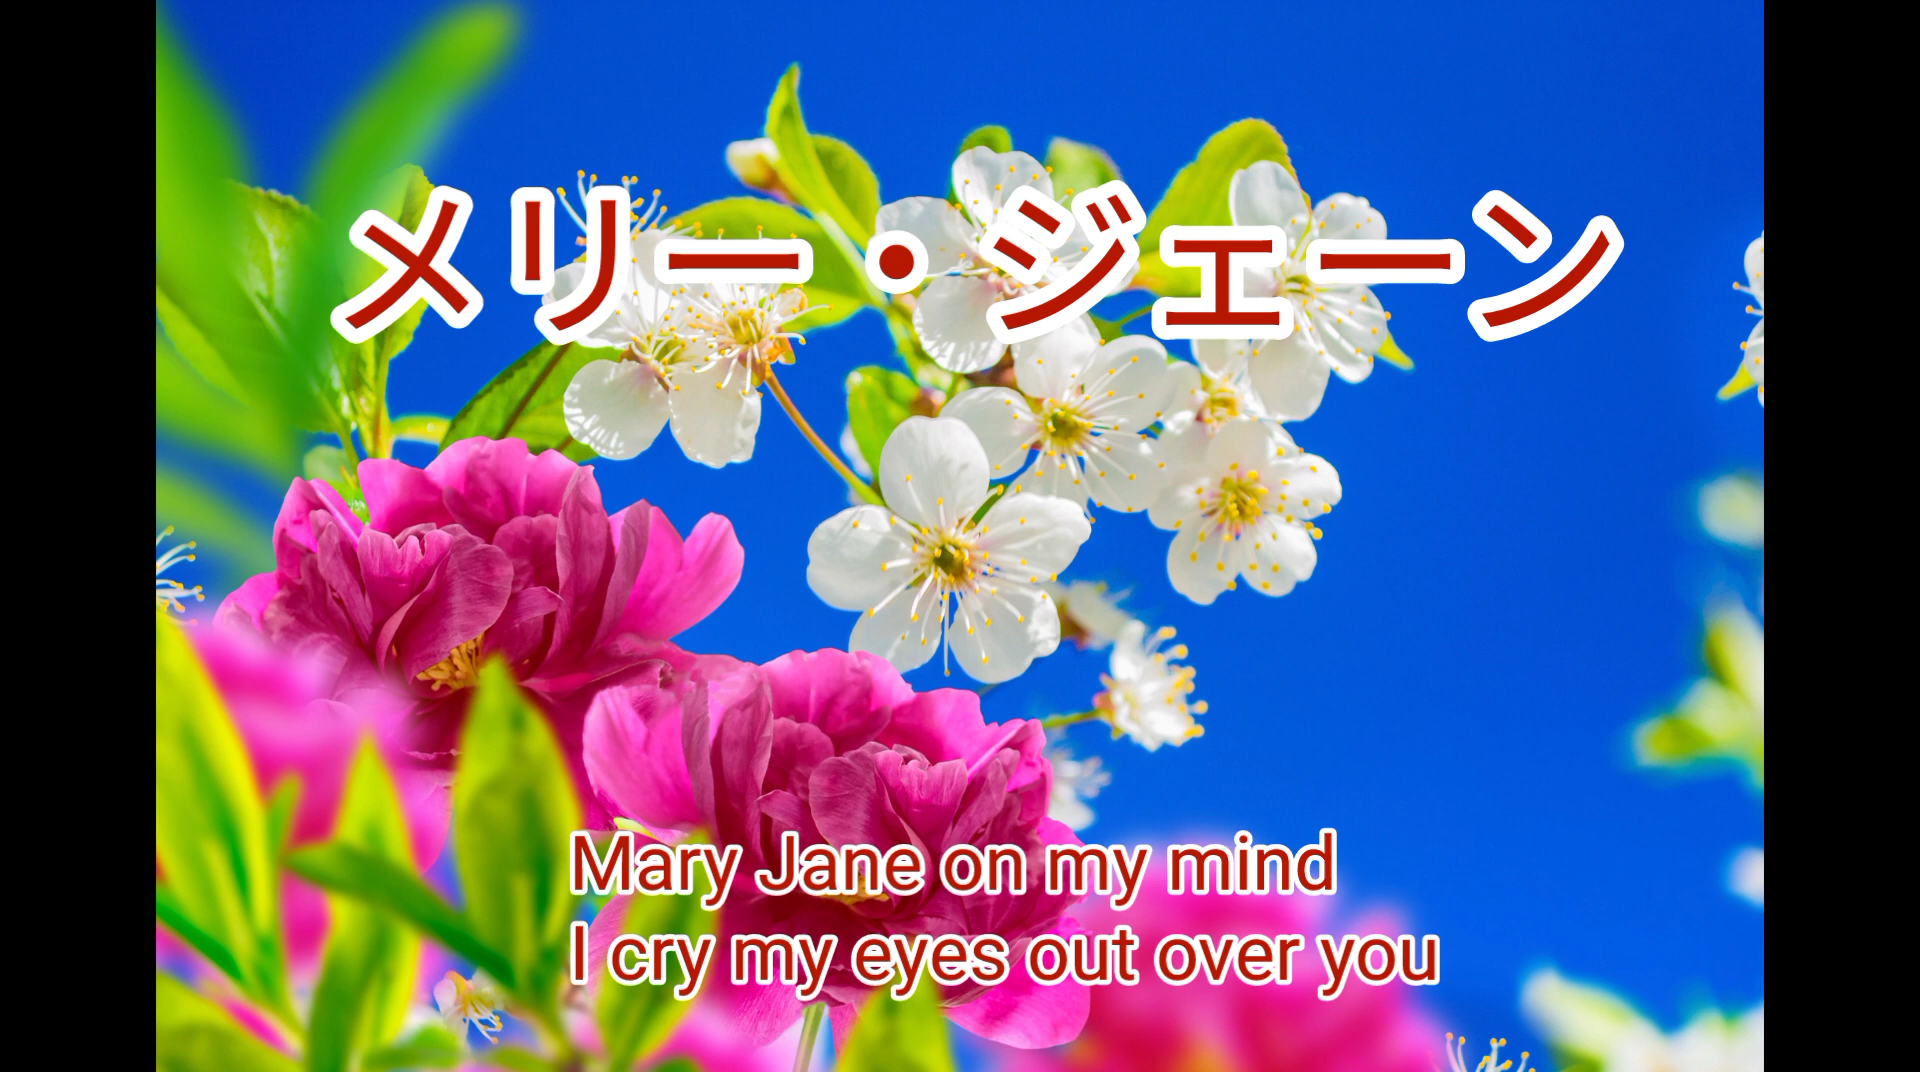 メリー・ジェーン
Mary Jane on my mind
I cry my eyes out over you